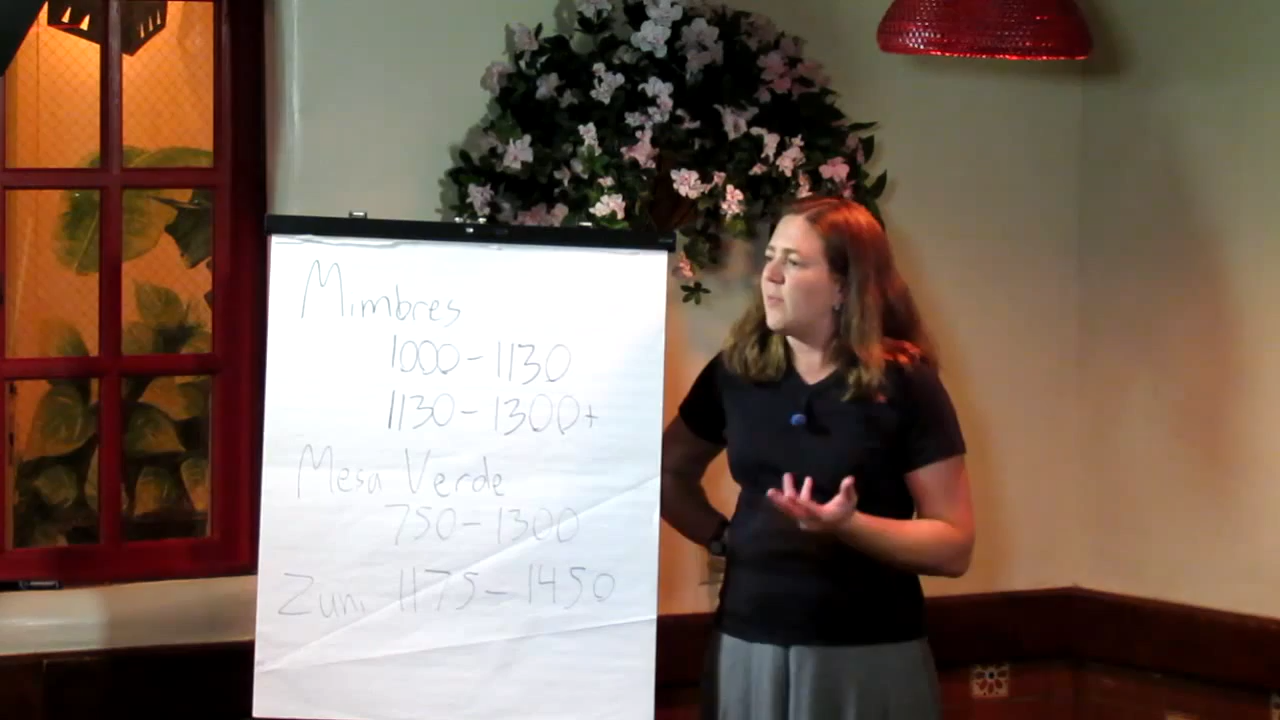 Mimbres
1000-1130
1130-1300+
Mesa Verde
750-1300
Zuni 1175-1450